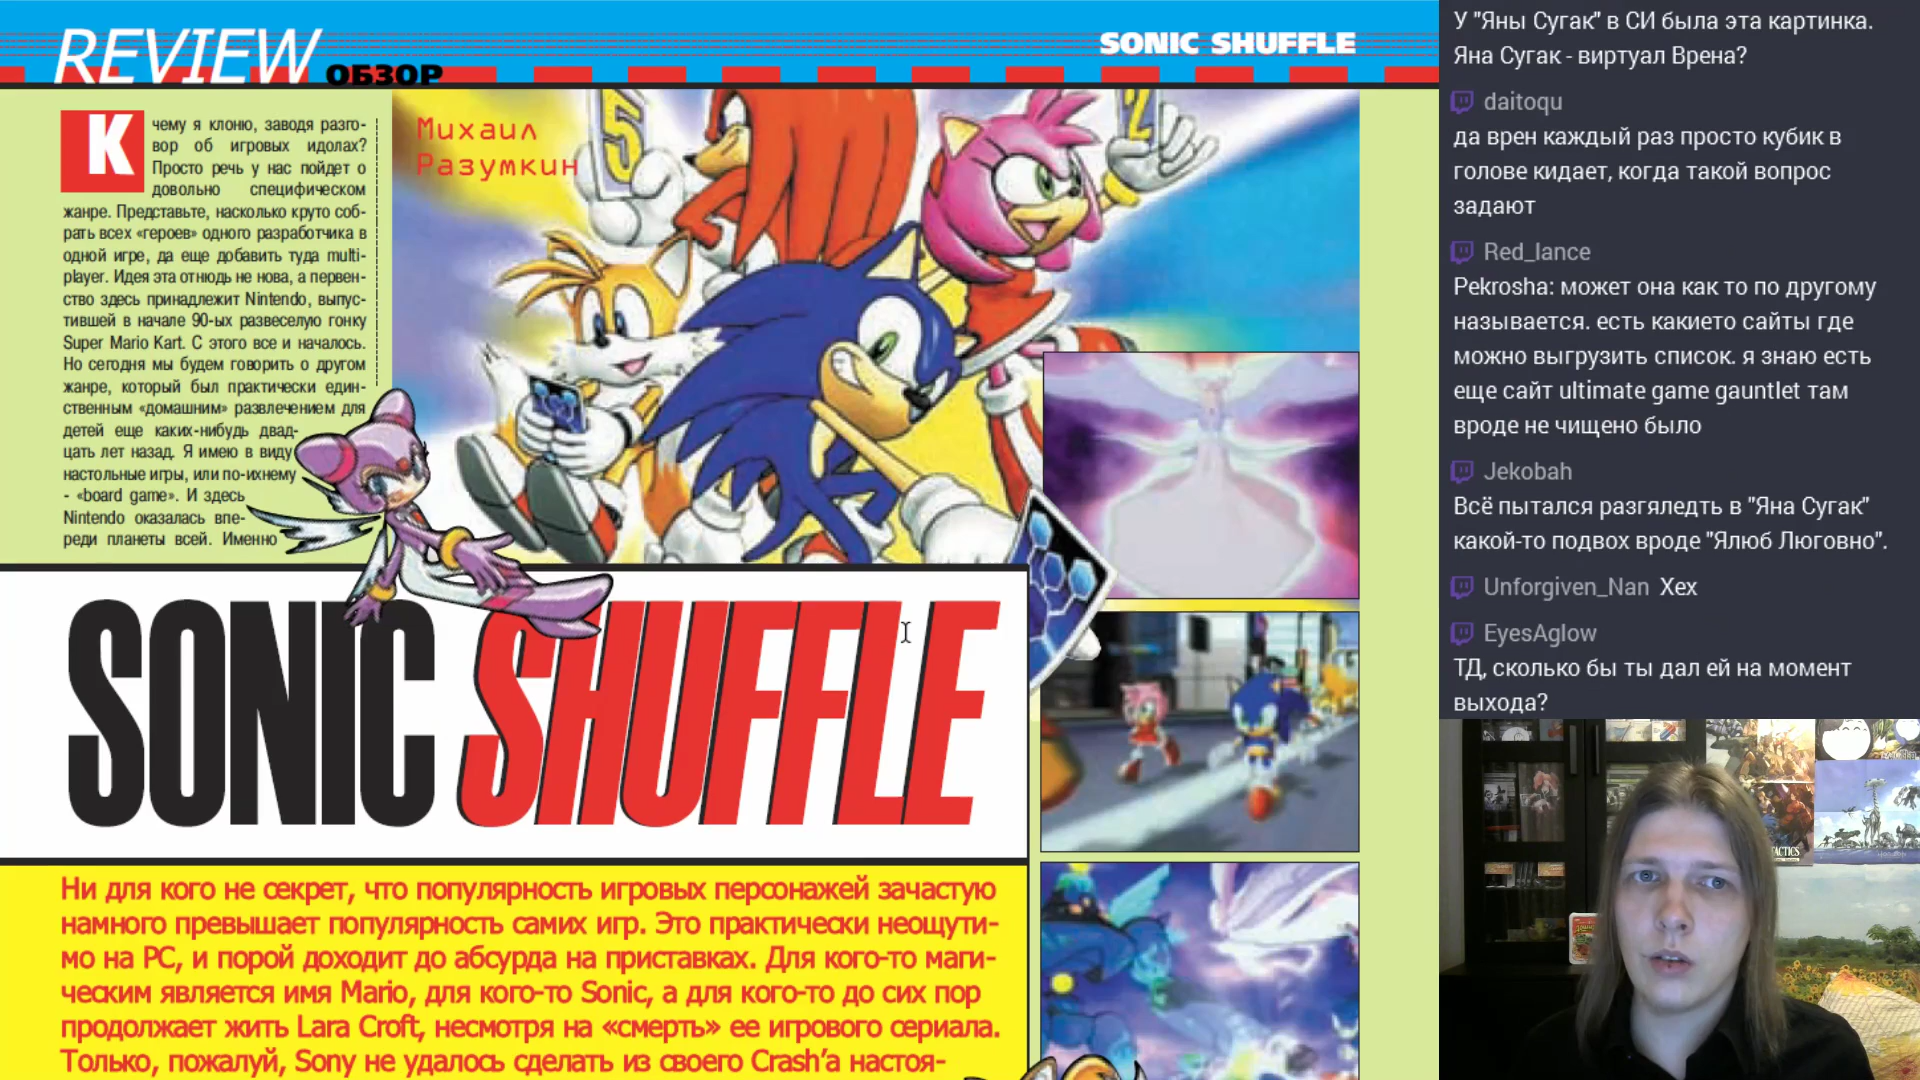 REVIEW
ОБЗОР
SONIC SHUFFLE
К
чему я клоню, заводя разго-
вор об игровых идолах?
Просто речь у нас пойдет о
довольно специфическом
жанре. Представьте, насколько круто соб-
рать всех «героев» одного разработчика в
одной игре, да еще добавить туда multi-
player. Идея эта отнюдь не нова, а первен-
ство здесь принадлежит Nintendo, выпус-
тившей в начале 90-ых развеселую гонку
Super Mario Kart. С этого все и началось.
Но сегодня мы будем говорить о другом
жанре, который был практически един-
ственным «домашним» развлечением для
детей еще каких-нибудь двад-
цать лет назад. Я имею в виду
настольные игры, или по-ихнему
- «board game». И здесь
Nintendo оказалась впе-
реди планеты всей. Именно
Михаил
Разумкин
5
2
SONIC SHUFFLE
Ни для кого не секрет, что популярность игровых персонажей зачастую
намного превышает популярность самих игр. Это практически неощути-
мо на PC, и порой доходит до абсурда на приставках. Для кого-то маги-
ческим является имя Mario, для кого-то Sonic, а для кого-то до сих пор
продолжает жить Lara Croft, несмотря на «смерть» ее игрового сериала.
Только, пожалуй, Sony не удалось сделать из своего Crash'а настоя-
У "Яны Сугак" в СИ была эта картинка.
Яна Сугак - виртуал Врена?
daitoqu
да врен каждый раз просто кубик в
голове кидает, когда такой вопрос
задают
Red_lance
Pekrosha: может она как то по другому
называется. есть какието сайты где
можно выгрузить список. я знаю есть
еще сайт ultimate game gauntlet там
вроде не чищено было
Jekobah
Всё пытался разгяледть в "Яна Сугак"
какой-то подвох вроде "Ялюб Люговно".
Unforgiven_Nan Хех
EyesAglow
ТД, сколько бы ты дал ей на момент
выхода?
TACTICS